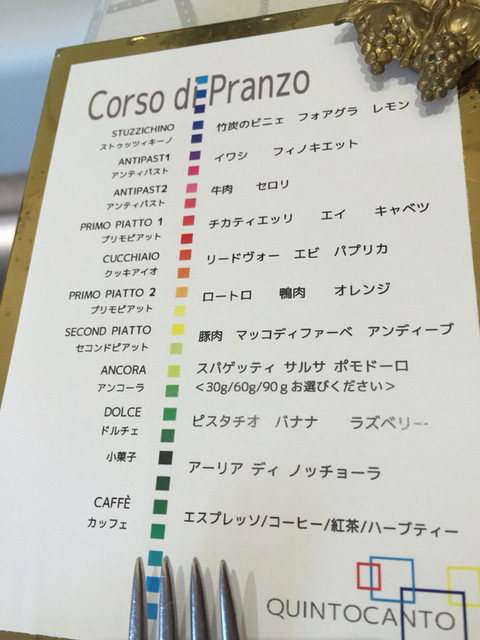 Corso di Pranzo
STUZZICHINO 竹炭のビニェ フォアグラ レモン
ストゥッツィキーノ
ANTIPAST1 イワシ フィノキエット
アンティパスト
ANTIPAST2 牛肉 セロリ
アンティパスト
PRIMO PIATTO 1 チカティエッリ エイ キャベツ
プリモピアット
CUCCHIAIO リードヴォー エビ パプリカ
クッキアイオ
PRIMO PIATTO 2 ロートロ 鴨肉 オレンジ
プリモピアット
SECOND PIATTO 豚肉 マッコディファーベ アンディーブ
セコンドピアット
ANCORA スパゲッティ サルサ ポモドーロ
アンコーラ <30g/60g/90gお選びください>
DOLCE ピスタチオ バナナ ラズベリー
ドルチェ
小菓子 アーリア ディ ノッチョーラ
CAFFÈ エスプレッソ/コーヒー/紅茶/ハーブティー
カッフェ
QUINTOCANTO